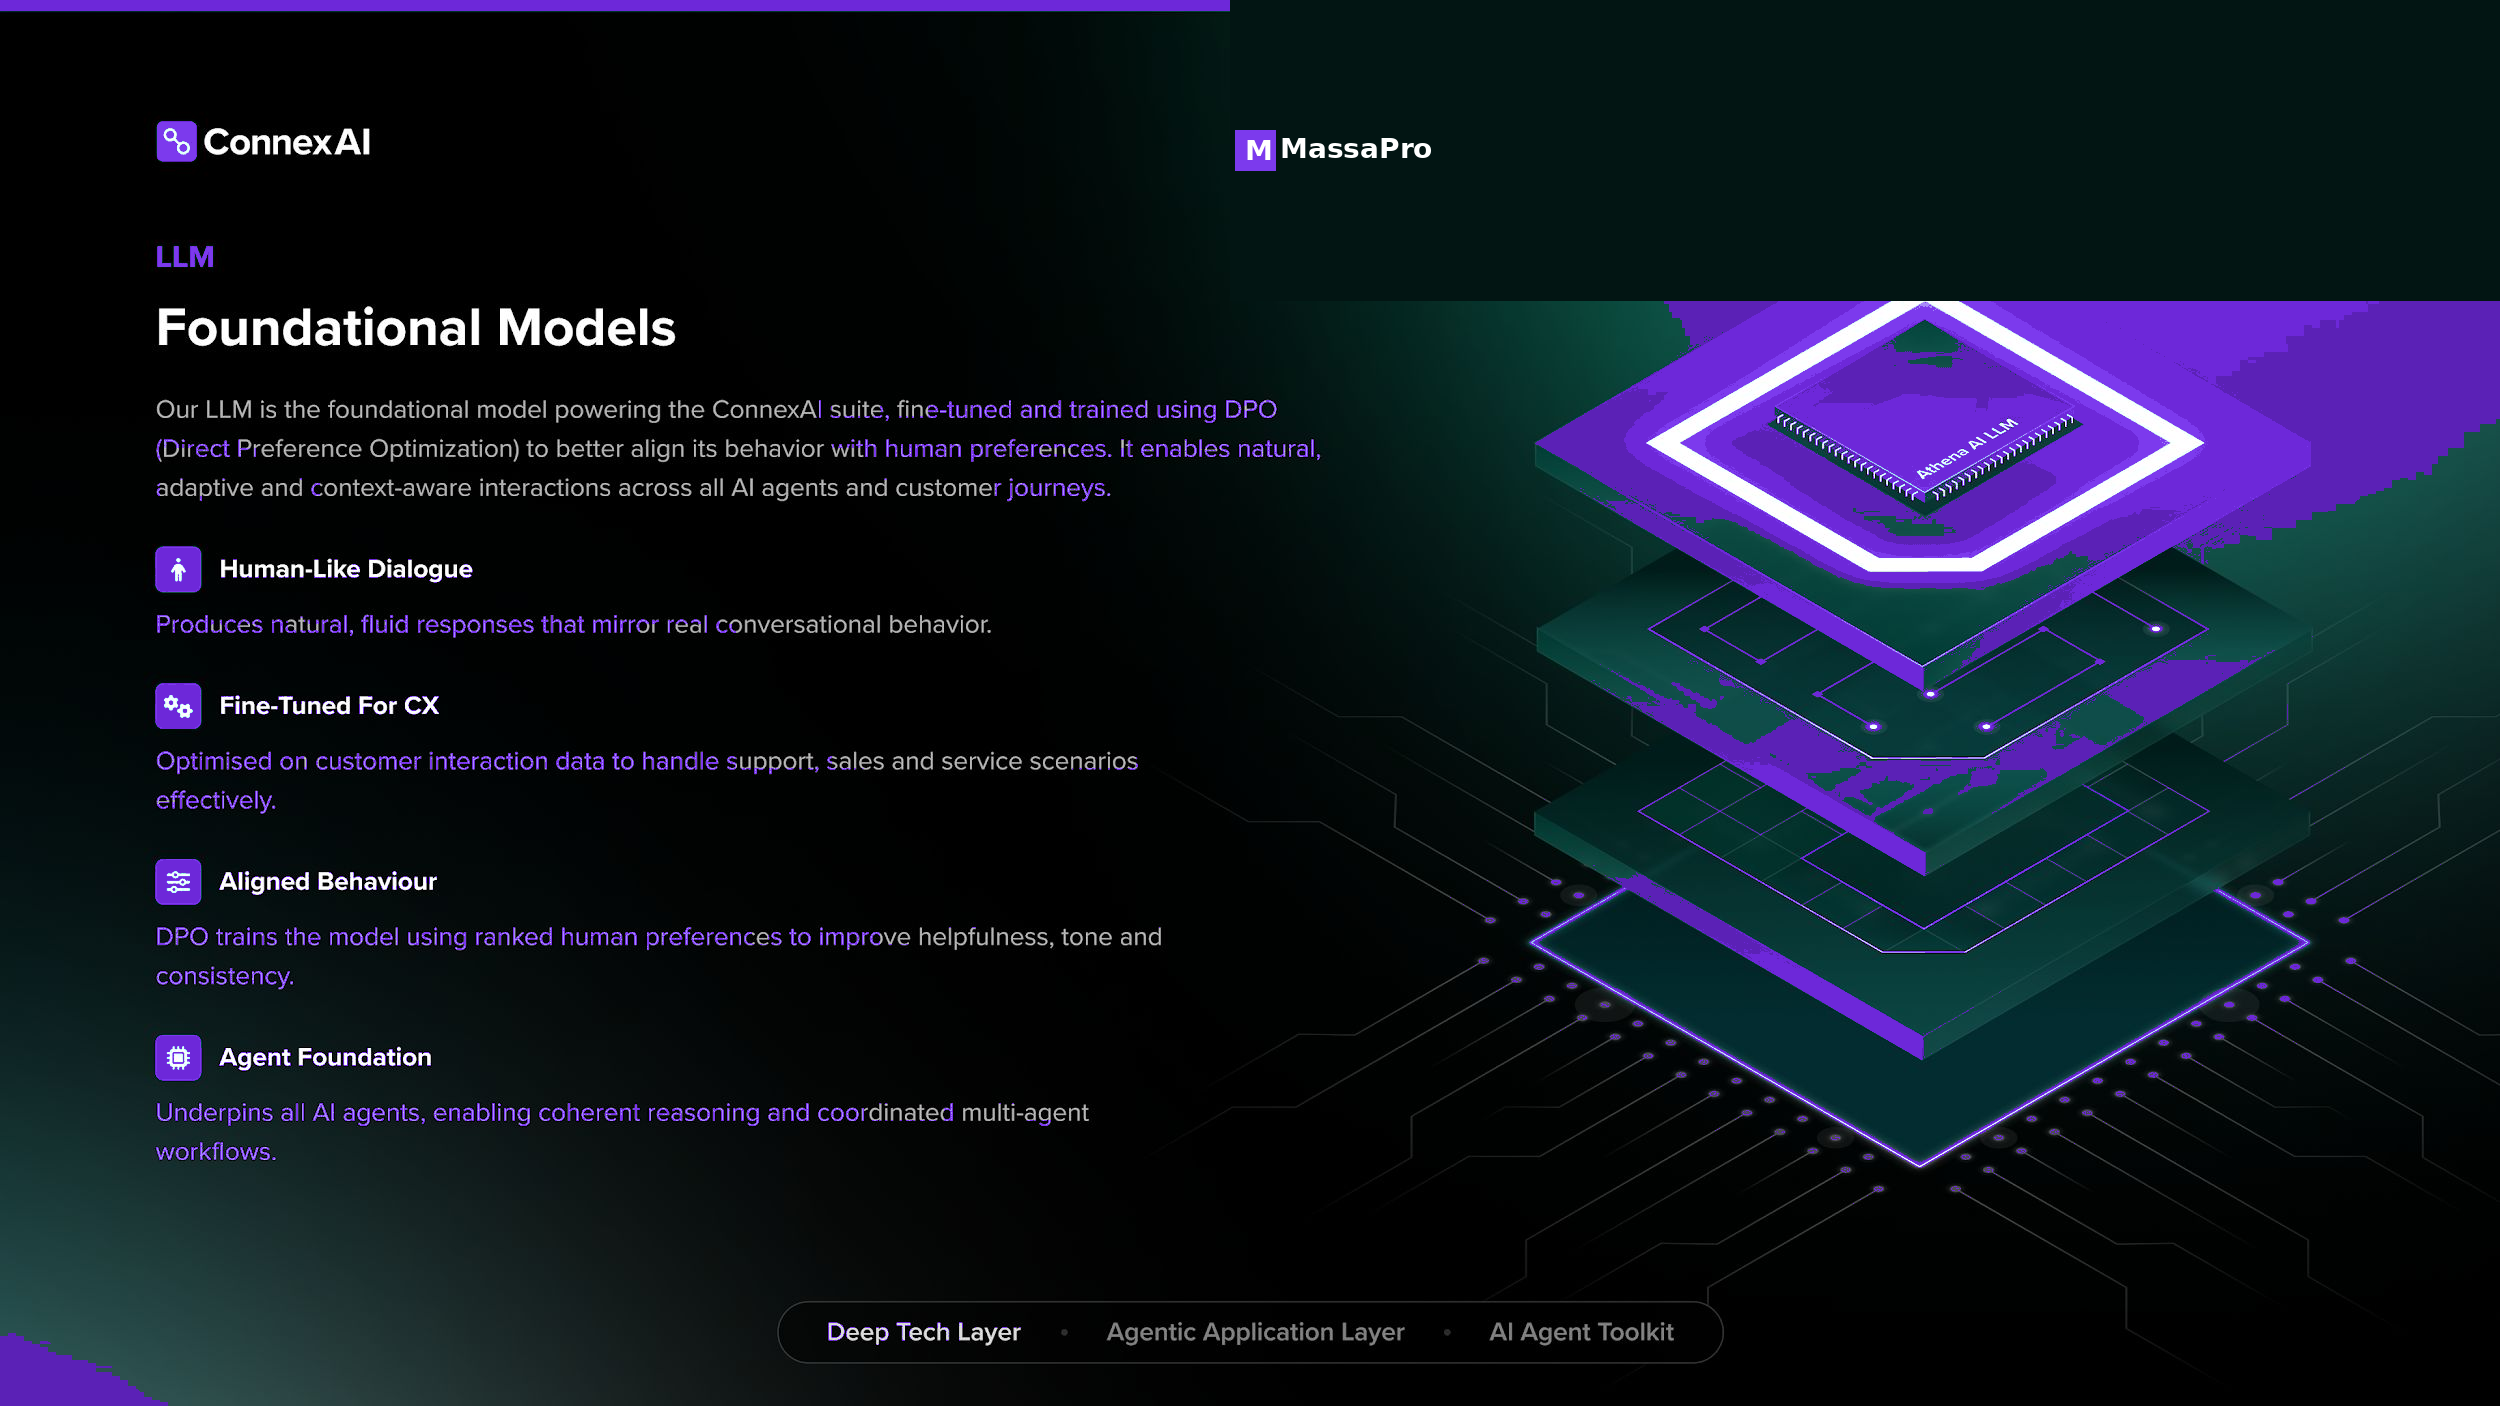 ConnexAI
M MassaPro
LLM
Foundational Models
Our LLM is the foundational model powering the ConnexAI suite, fine-tuned and trained using DPO
(Direct Preference Optimization) to better align its behavior with human preferences. It enables natural,
adaptive and context-aware interactions across all AI agents and customer journeys.
Human-Like Dialogue
Produces natural, fluid responses that mirror real conversational behavior.
Fine-Tuned For CX
Optimised on customer interaction data to handle support, sales and service scenarios
effectively.
Aligned Behaviour
DPO trains the model using ranked human preferences to improve helpfulness, tone and
consistency.
Agent Foundation
Underpins all AI agents, enabling coherent reasoning and coordinated multi-agent
workflows.
Athena AI LLM
Deep Tech Layer • Agentic Application Layer • AI Agent Toolkit